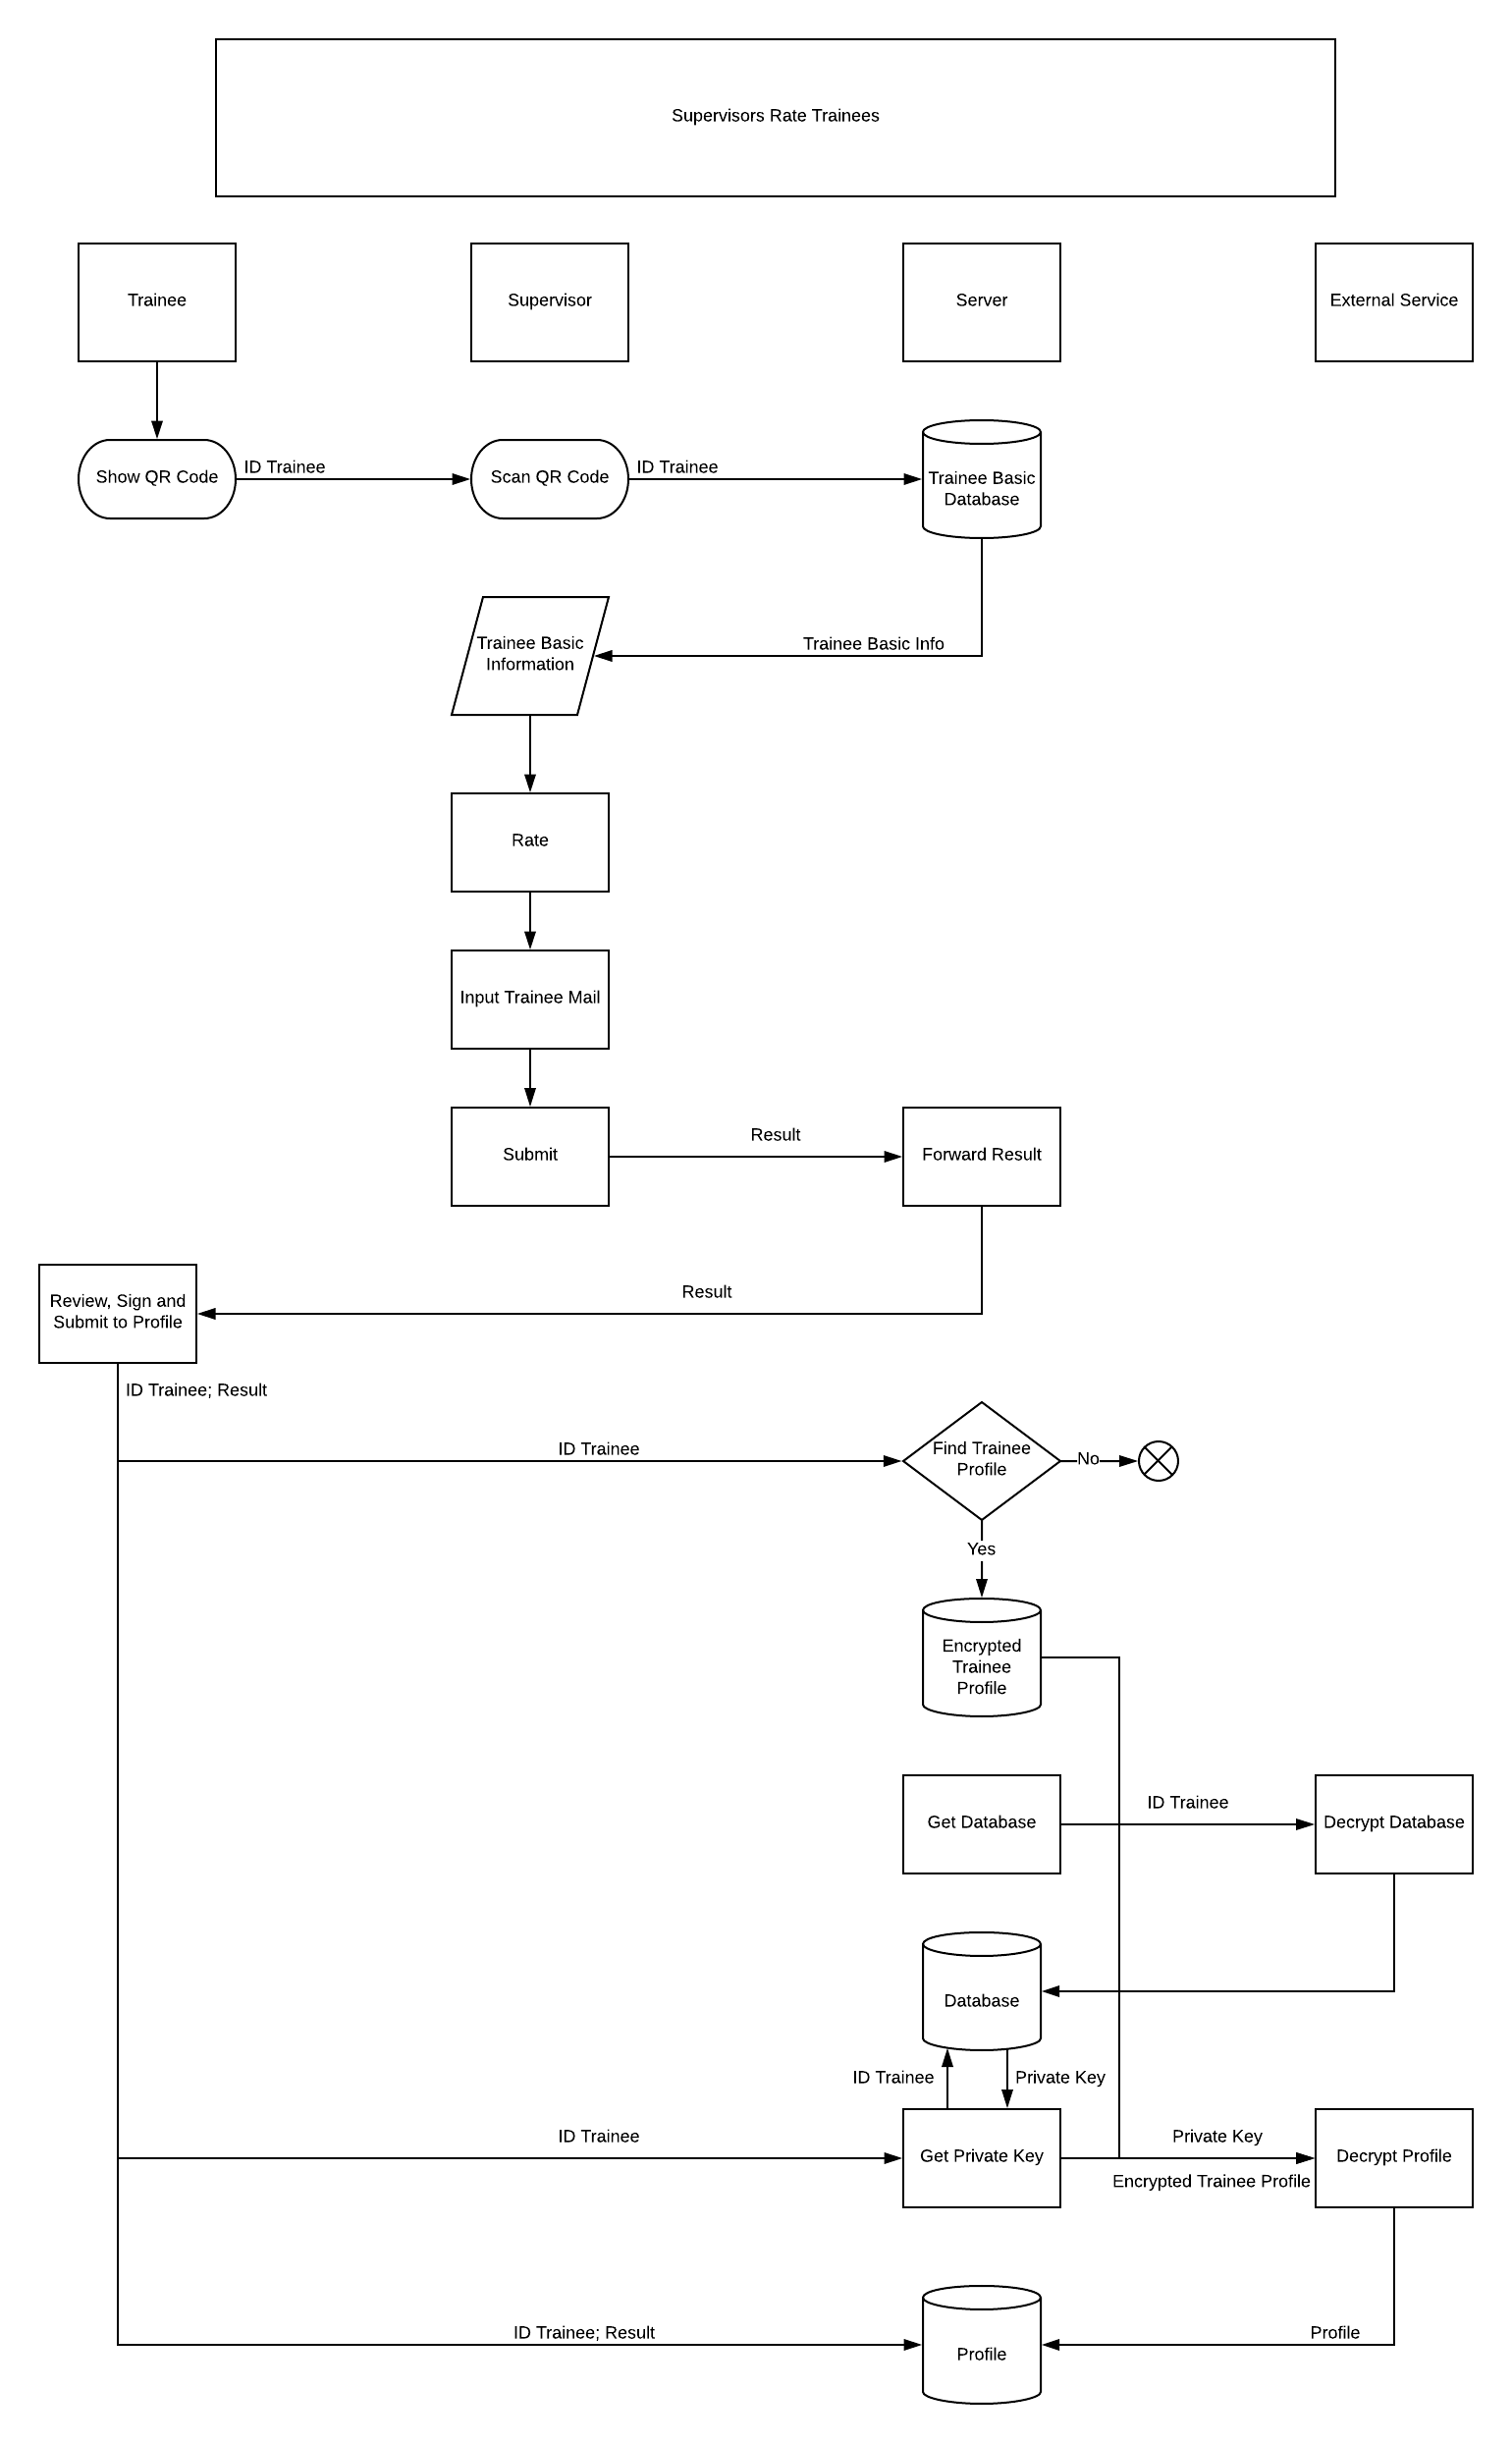 Supervisors Rate Trainees
Trainee
Supervisor
Server
External Service
Show QR Code
ID Trainee
Scan QR Code
ID Trainee
Trainee Basic
Database
Trainee Basic
Information
Trainee Basic Info
Rate
Input Trainee Mail
Submit
Result
Forward Result
Review, Sign and
Submit to Profile
Result
ID Trainee; Result
ID Trainee
Find Trainee
Profile
No
Yes
Encrypted
Trainee
Profile
Get Database
ID Trainee
Decrypt Database
Database
ID Trainee
Private Key
ID Trainee
Get Private Key
Private Key
Encrypted Trainee Profile
Decrypt Profile
ID Trainee; Result
Profile
Profile